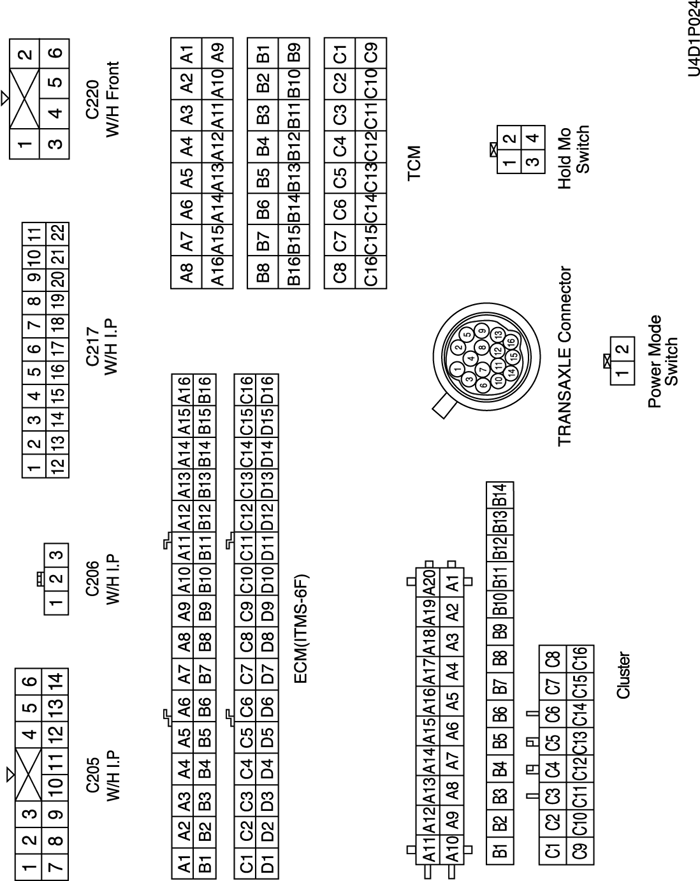 1 2 3 4 5 6
7 8 9 10 11 12 13 14
C205
W/H I.P
1 2 3
C206
W/H I.P
1 2 3 4 5 6 7 8 9 10 11
12 13 14 15 16 17 18 19 20 21 22
C217
W/H I.P
1 2
3 4 5 6
C220
W/H Front
A1 A2 A3 A4 A5 A6 A7 A8 A9 A10 A11 A12 A13 A14 A15 A16
B1 B2 B3 B4 B5 B6 B7 B8 B9 B10 B11 B12 B13 B14 B15 B16
C1 C2 C3 C4 C5 C6 C7 C8 C9 C10 C11 C12 C13 C14 C15 C16
D1 D2 D3 D4 D5 D6 D7 D8 D9 D10 D11 D12 D13 D14 D15 D16
ECM(ITMS-6F)
A8 A7 A6 A5 A4 A3 A2 A1
A16 A15 A14 A13 A12 A11 A10 A9
B8 B7 B6 B5 B4 B3 B2 B1
B16 B15 B14 B13 B12 B11 B10 B9
C8 C7 C6 C5 C4 C3 C2 C1
C16 C15 C14 C13 C12 C11 C10 C9
TCM
A11 A12 A13 A14 A15 A16 A17 A18 A19 A20
A10 A9 A8 A7 A6 A5 A4 A3 A2 A1
B1 B2 B3 B4 B5 B6 B7 B8 B9 B10 B11 B12 B13 B14
C1 C2 C3 C4 C5 C6 C7 C8
C9 C10 C11 C12 C13 C14 C15 C16
Cluster
1 2
3 4 5
6 7 8 9
10 11 12 13
14 15 16
TRANSAXLE Connector
1 2
3 4
Hold Mo
Switch
1 2
Power Mode
Switch
U4D1P024